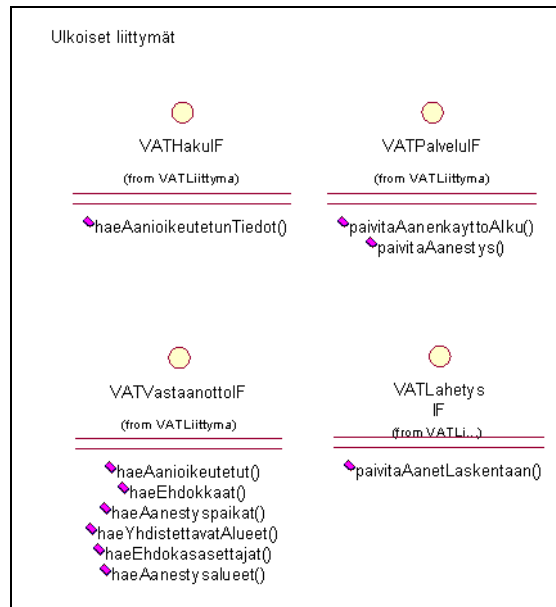 Ulkoiset liittymät
VATHakuIF
(from VATLiittyma)
haeAanioikeutetunTiedot()
VATPalveluIF
(from VATLiittyma)
paivitaAanenkayttoAlku()
paivitaAanestys()
VATVastaanottoIF
(from VATLiittyma)
haeAanioikeutetut()
haeEhdokkaat()
haeAanestyspaikat()
haeYhdistettavatAlueet()
haeEhdokasasettajat()
haeAanestysalueet()
VATLahetys
IF
(from VATLi...)
paivitaAanetLaskentaan()